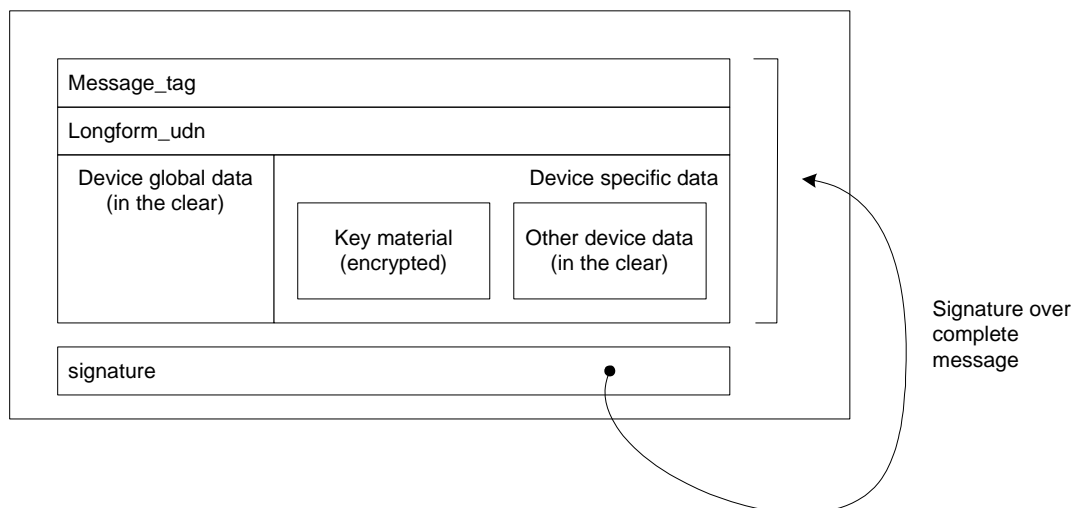 Message_tag
Longform_udn
Device global data
(in the clear)
Device specific data
Key material
(encrypted)
Other device data
(in the clear)
signature
Signature over
complete
message